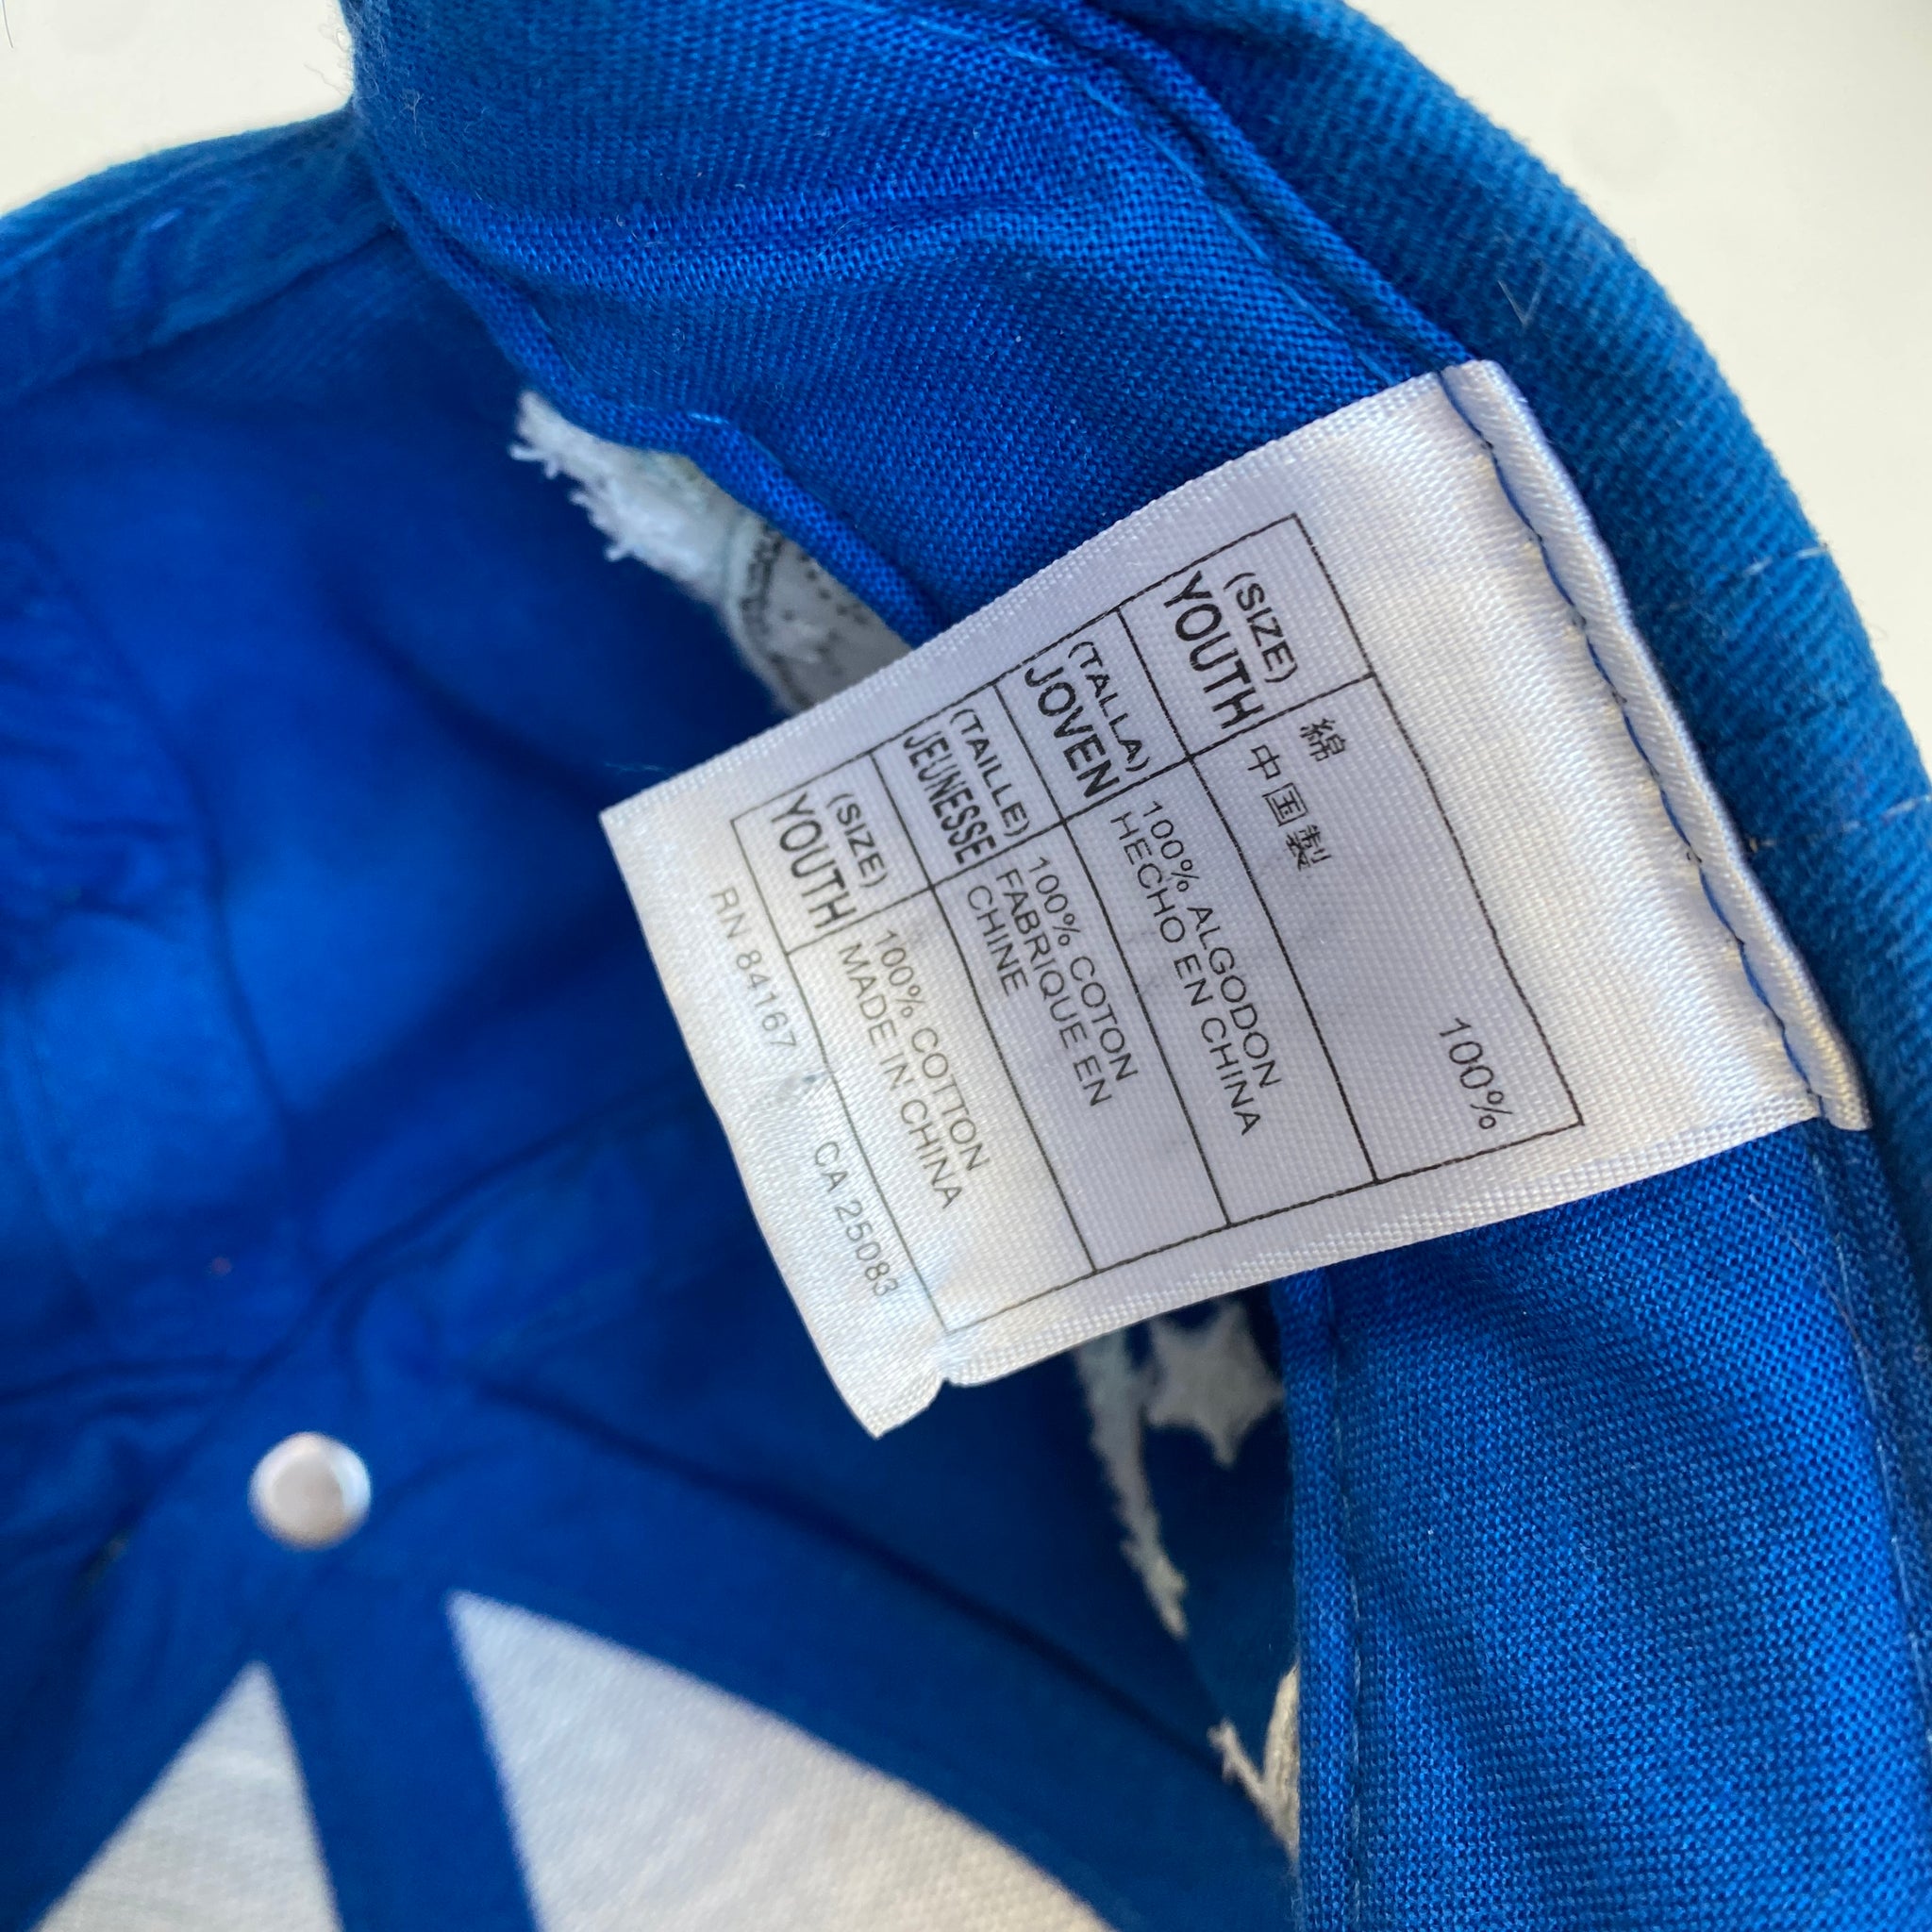 (SIZE)
YOUTH
綿
100%
中国製
(TALLA)
JOVEN
100% ALGODON
HECHO EN CHINA
(TAILLE)
JEUNESSE
100% COTON
FABRIQUE EN
CHINE
(SIZE)
YOUTH
100% COTTON
MADE IN CHINA
RN 84167 CA 25083